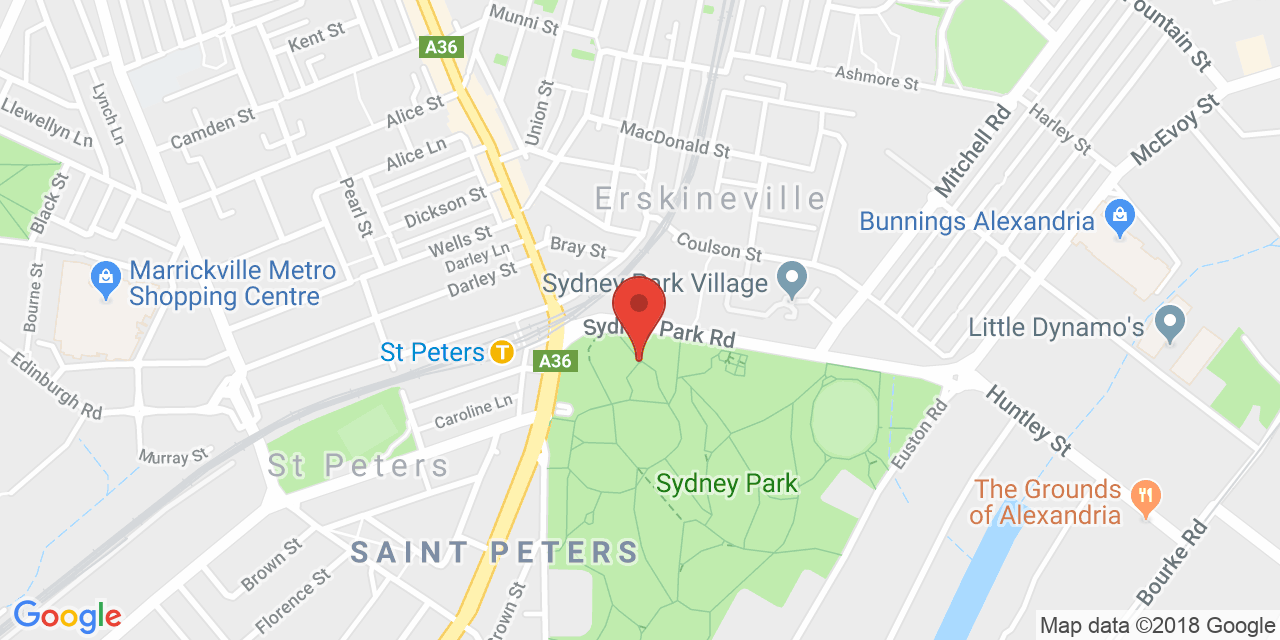 Munni St
Kent St
A36
Fountain St
Ashmore St
Lynch Ln
Llewellyn Ln
Camden St
Alice St
Union St
MacDonald St
Harley St
McEvoy St
Mitchell Rd
Alice Ln
Pearl St
Black St
Dickson St
Erskineville
Bunnings Alexandria
Wells St
Darley Ln
Darley St
Bray St
Coulson St
Marrickville Metro
Shopping Centre
Bourne St
Sydney Park Village
Sydney Park Rd
Little Dynamo's
St Peters
T
A36
Edinburgh Rd
Caroline Ln
Huntley St
Euston Rd
Murray St
St Peters
Sydney Park
The Grounds
of Alexandria
SAINT PETERS
Brown St
Florence St
Brown St
Bourke Rd
Google
Map data ©2018 Google